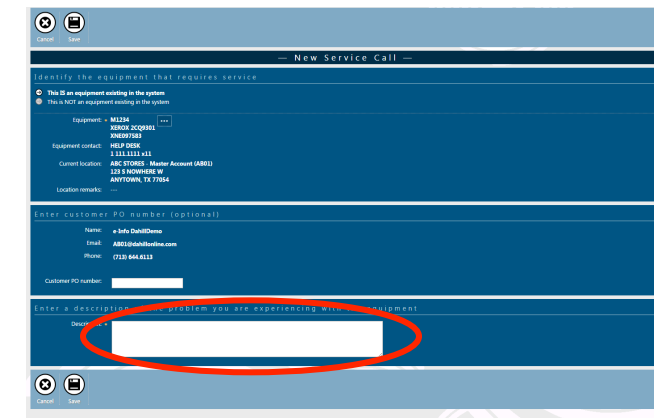 Cancel Save
— New Service Call —
Identify the equipment that requires service
This IS an equipment existing in the system
This is NOT an equipment existing in the system
Equipment: * M1234 ...
XEROX 2CQ9301
XNE097583
Equipment contact: HELP DESK
1 111.1111 x11
Current location: ABC STORES - Master Account (AB01)
123 S NOWHERE W
ANYTOWN, TX 77054
Location remarks: ---
Enter customer PO number (optional)
Name: e-Info DahillDemo
Email: AB01@dahillonline.com
Phone: (713) 644.6113
Customer PO number:
Enter a description problem you are experiencing with equipment
Cancel Save